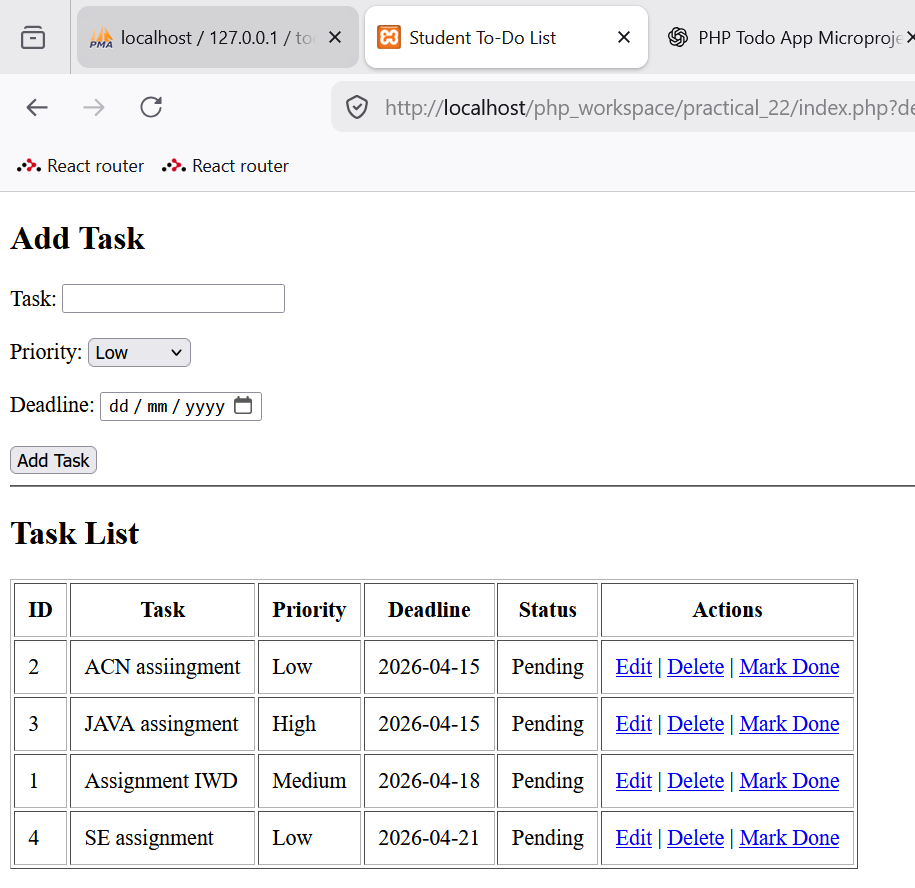 localhost / 127.0.0.1 / to
Student To-Do List
PHP Todo App Microproje
http://localhost/php_workspace/practical_22/index.php?de
React router React router
Add Task
Task:
Priority: Low
Deadline: dd / mm / yyyy
Add Task
Task List
ID Task Priority Deadline Status Actions
2 ACN assiingment Low 2026-04-15 Pending Edit | Delete | Mark Done
3 JAVA assingment High 2026-04-15 Pending Edit | Delete | Mark Done
1 Assignment IWD Medium 2026-04-18 Pending Edit | Delete | Mark Done
4 SE assignment Low 2026-04-21 Pending Edit | Delete | Mark Done